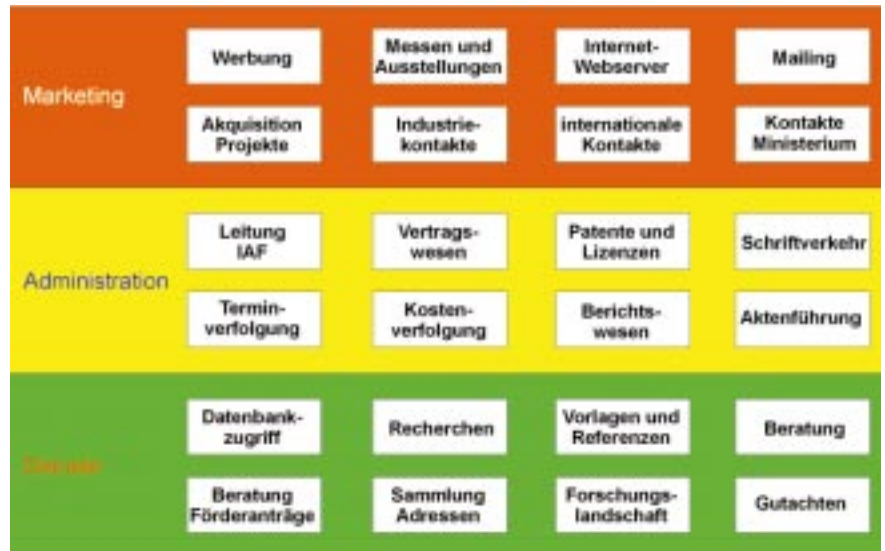 Marketing
Werbung
Messen und
Ausstellungen
Internet-
Webserver
Mailing
Akquisition
Projekte
Industrie-
kontakte
internationale
Kontakte
Kontakte
Ministerium
Administration
Leitung
IAF
Vertrags-
wesen
Patente und
Lizenzen
Schriftverkehr
Termin-
verfolgung
Kosten-
verfolgung
Berichts-
wesen
Aktenführung
Datenbank-
zugriff
Recherchen
Vorlagen und
Referenzen
Beratung
Beratung
Förderanträge
Sammlung
Adressen
Forschungs-
landschaft
Gutachten